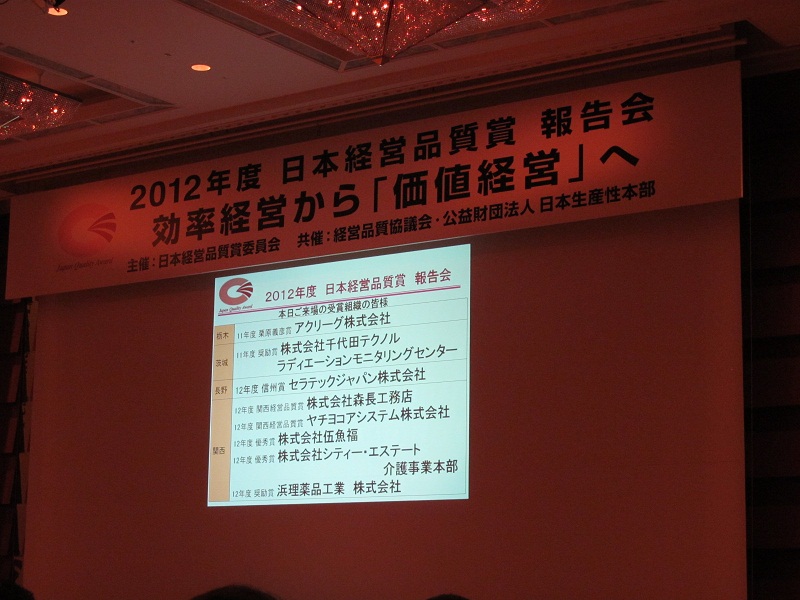 2012年度 日本経営品質賞 報告会
効率経営から「価値経営」へ
主催：日本経営品質賞委員会 共催：経営品質協議会・公益財団法人 日本生産性本部
Japan Quality Award
Japan Quality Award
2012年度 日本経営品質賞 報告会
本日ご来場の受賞組織の皆様
栃木 11年度 栗原義彦賞 アクリーグ株式会社
茨城 11年度 奨励賞 株式会社千代田テクノル
ラディエーションモニタリングセンター
長野 12年度 信州賞 セラテックジャパン株式会社
関西 12年度 関西経営品質賞 株式会社森長工務店
12年度 関西経営品質賞 ヤチヨコアシステム株式会社
12年度 優秀賞 株式会社伍魚福
12年度 優秀賞 株式会社シティー・エステート
介護事業本部
12年度 奨励賞 浜理薬品工業 株式会社